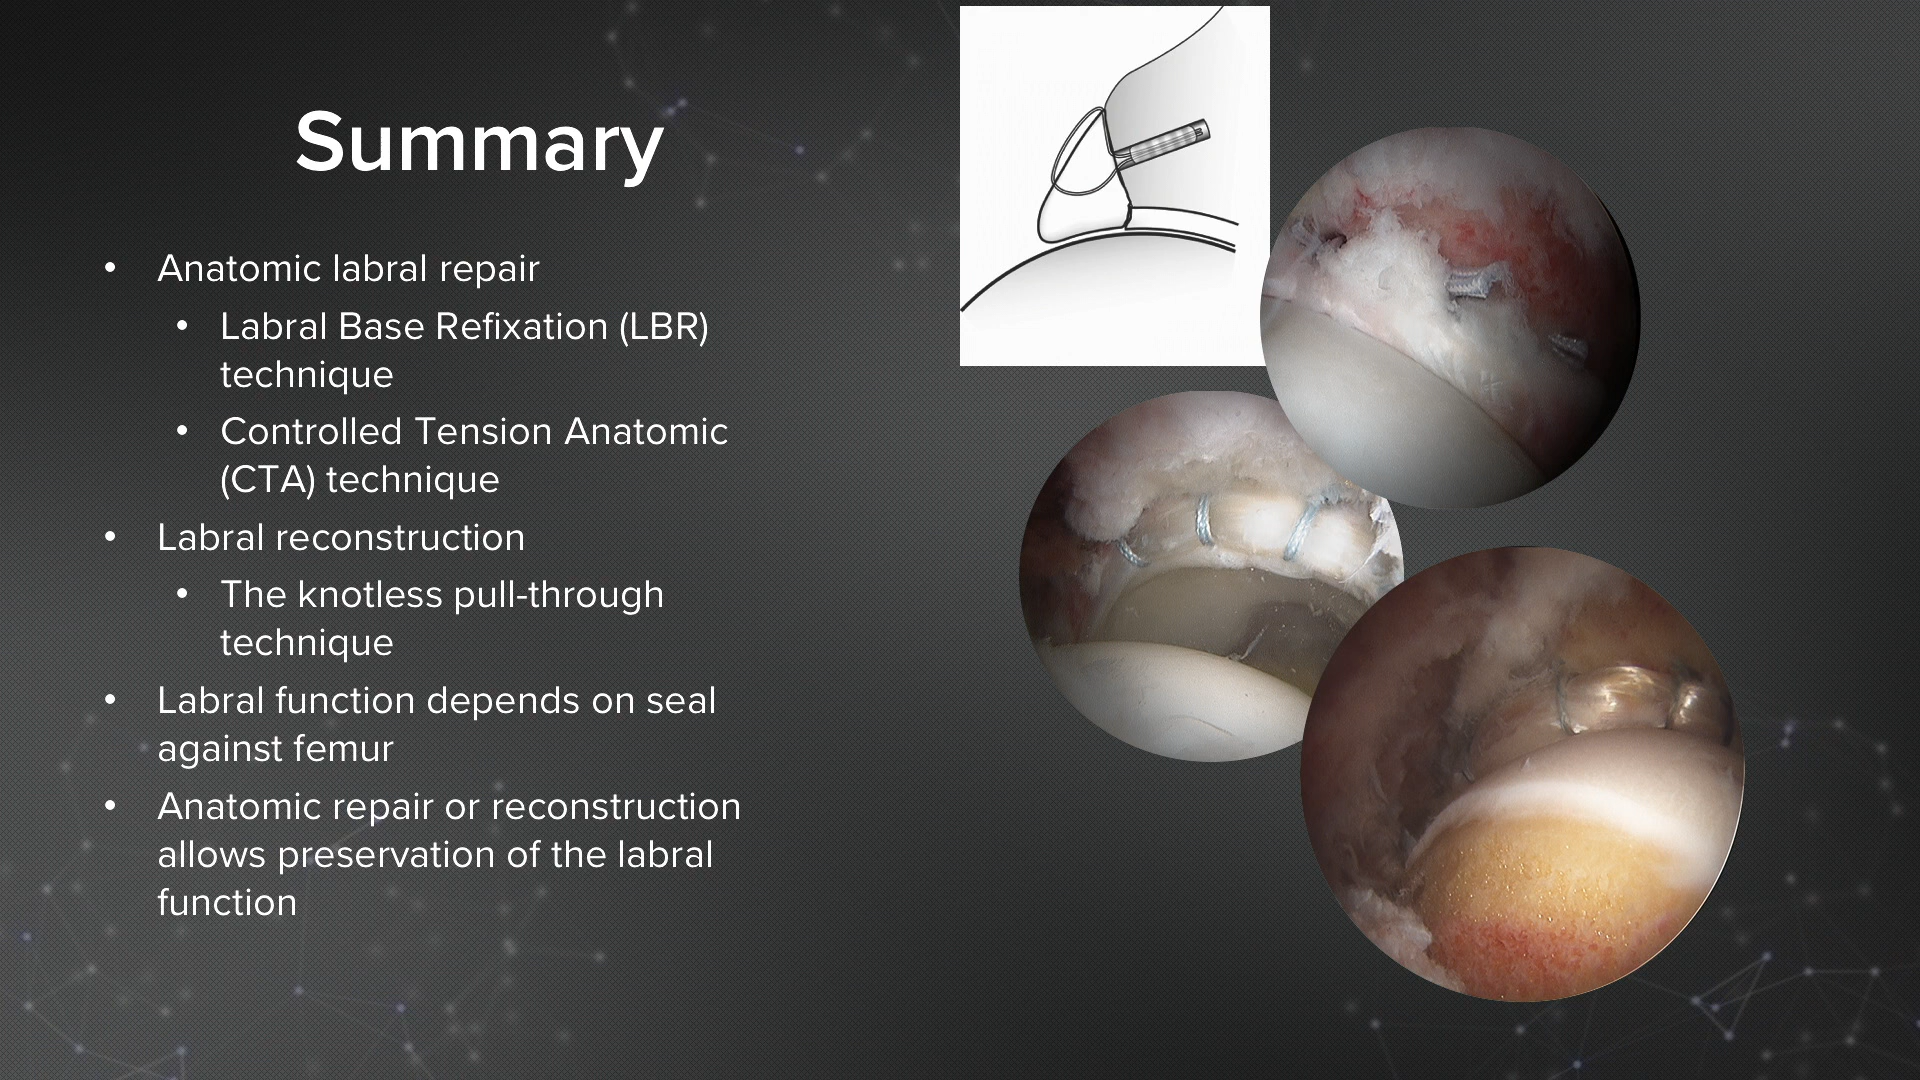 Summary
• Anatomic labral repair
• Labral Base Refixation (LBR)
technique
• Controlled Tension Anatomic
(CTA) technique
• Labral reconstruction
• The knotless pull-through
technique
• Labral function depends on seal
against femur
• Anatomic repair or reconstruction
allows preservation of the labral
function